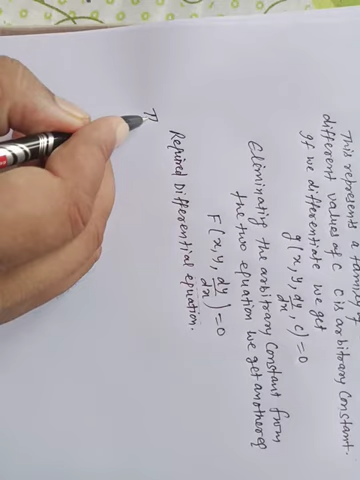 This represents a family of
different values of c c is arbitrary constant.
If we differentiate we get
g(x, y, dy/dx, c) = 0
Eliminating the arbitrary constant from
the two equation we get another eq
F(x, y, dy/dx) = 0
Required Differential equation.